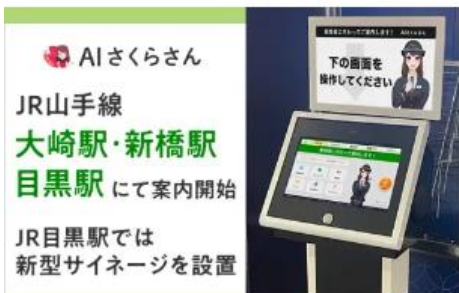 AIさくらさん
JR山手線
大崎駅・新橋駅
目黒駅 にて案内開始
JR目黒駅では
新型サイネージを設置
下の画面を
操作してください